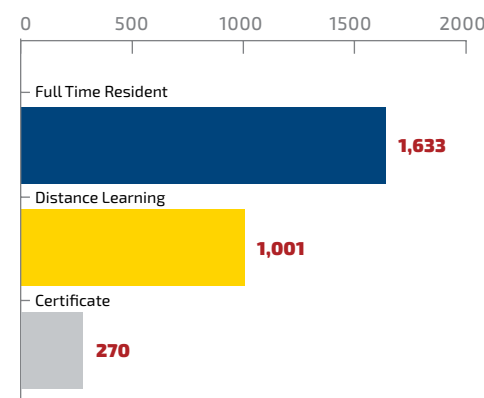 0 500 1000 1500 2000
Full Time Resident
1,633
Distance Learning
1,001
Certificate
270